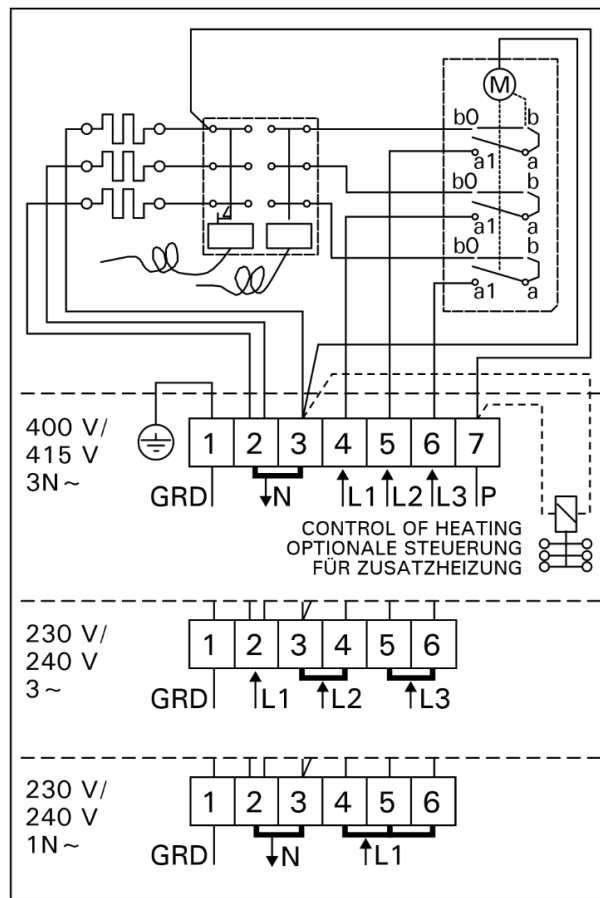 M
b0 b
a1 a
b0 b
a1 a
b0 b
a1 a
400 V/
415 V
3N~
1 2 3 4 5 6 7
GRD N L1 L2 L3 P
CONTROL OF HEATING
OPTIONALE STEUERUNG
FÜR ZUSATZHEIZUNG
230 V/
240 V
3~
1 2 3 4 5 6
GRD L1 L2 L3
230 V/
240 V
1N~
1 2 3 4 5 6
GRD N L1